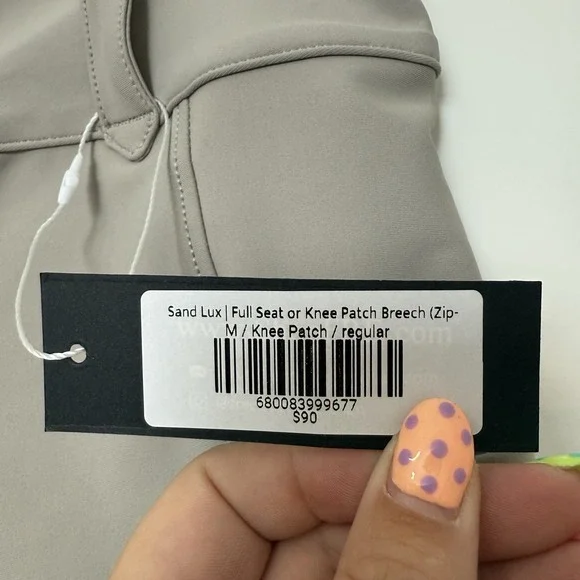 Sand Lux | Full Seat or Knee Patch Breech (Zip-
M / Knee Patch / regular
680083999677
$90